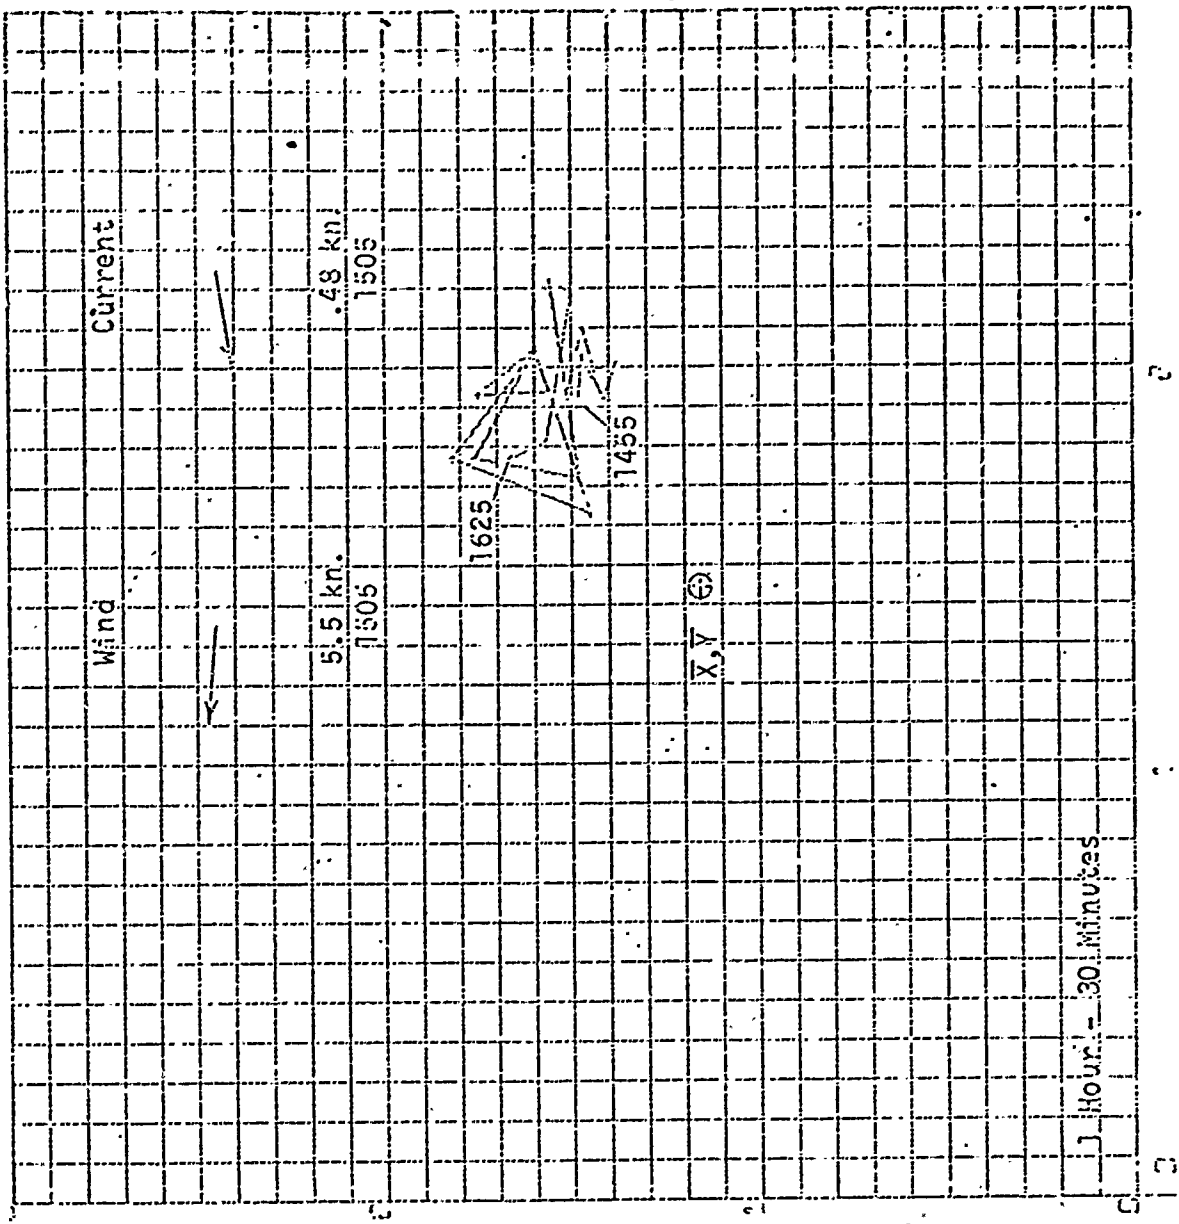 Wind
Current
5.5 kn.
1505
.48 kn.
1505
1625
1455
X̅,Y̅
1 Hour - 30 Minutes